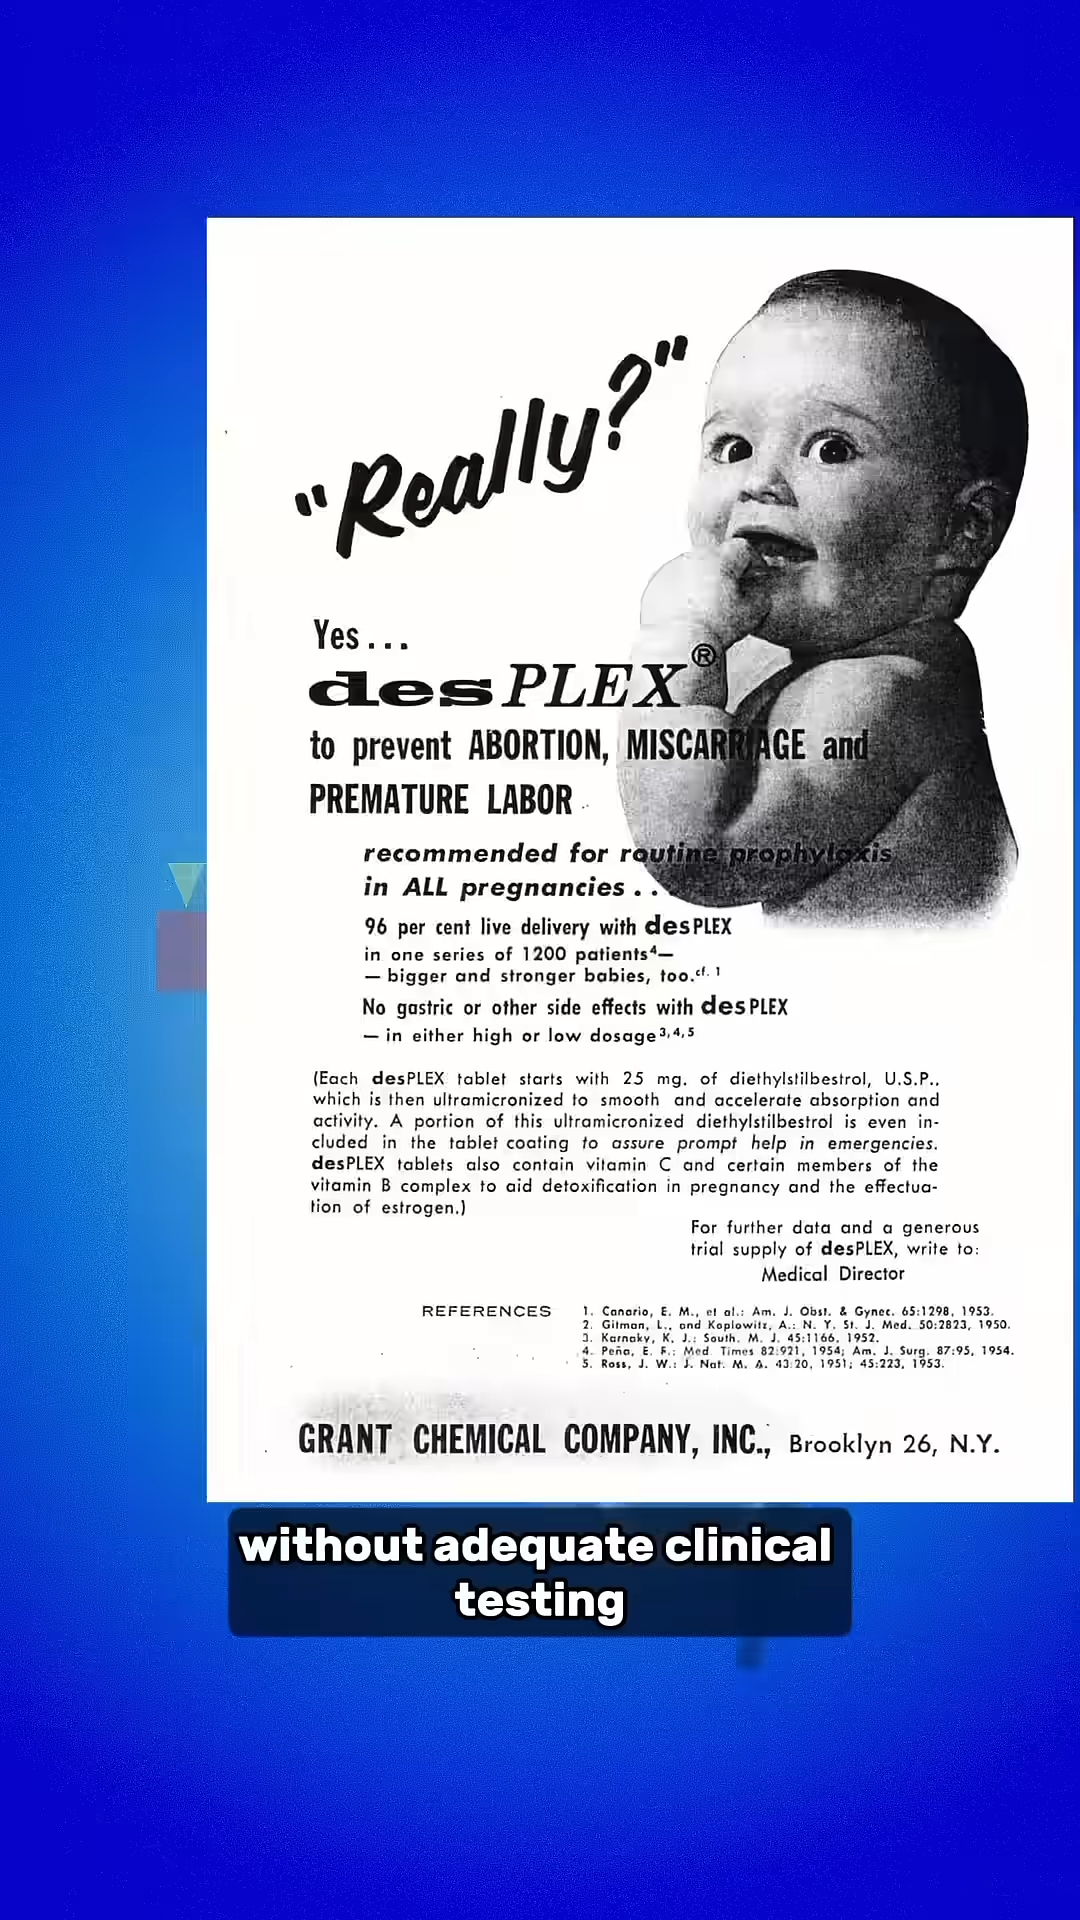 "Really?"
Yes...
desPLEX®
to prevent ABORTION, MISCARRIAGE and
PREMATURE LABOR
recommended for routine prophylaxis
in ALL pregnancies...
96 per cent live delivery with desPLEX
in one series of 1200 patients⁴—
— bigger and stronger babies, too.cf. 1
No gastric or other side effects with desPLEX
— in either high or low dosage³,⁴,⁵
(Each desPLEX tablet starts with 25 mg. of diethylstilbestrol, U.S.P.,
which is then ultramicronized to smooth and accelerate absorption and
activity. A portion of this ultramicronized diethylstilbestrol is even in-
cluded in the tablet coating to assure prompt help in emergencies.
desPLEX tablets also contain vitamin C and certain members of the
vitamin B complex to aid detoxification in pregnancy and the effectua-
tion of estrogen.)
For further data and a generous
trial supply of desPLEX, write to:
Medical Director
REFERENCES
1. Canario, E. M., et al.: Am. J. Obst. & Gynec. 65:1298, 1953.
2. Gitman, L., and Koplowitz, A.: N. Y. St. J. Med. 50:2823, 1950.
3. Karnaky, K. J.: South. M. J. 45:1166, 1952.
4. Peña, E. F.: Med. Times 82:921, 1954; Am. J. Surg. 87:95, 1954.
5. Ross, J. W.: J. Nat. M. A. 43:20, 1951; 45:223, 1953.
GRANT CHEMICAL COMPANY, INC., Brooklyn 26, N.Y.
without adequate clinical
testing